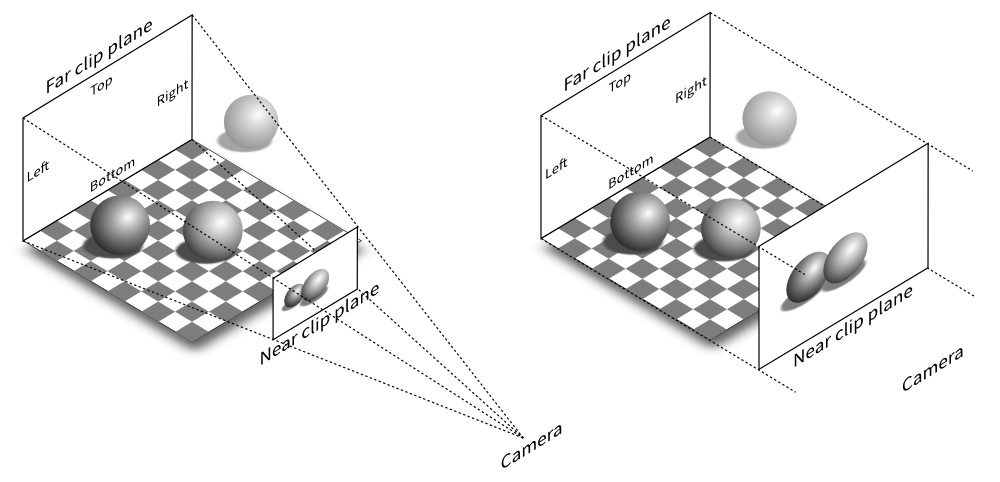 Far clip plane
Top
Right
Left
Bottom
Near clip plane
Camera
Far clip plane
Top
Right
Left
Bottom
Near clip plane
Camera